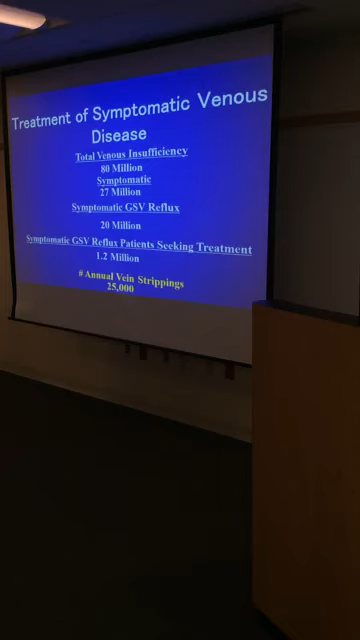 Treatment of Symptomatic Venous
Disease
Total Venous Insufficiency
80 Million
Symptomatic
27 Million
Symptomatic GSV Reflux
20 Million
Symptomatic GSV Reflux Patients Seeking Treatment
1.2 Million
# Annual Vein Strippings
25,000